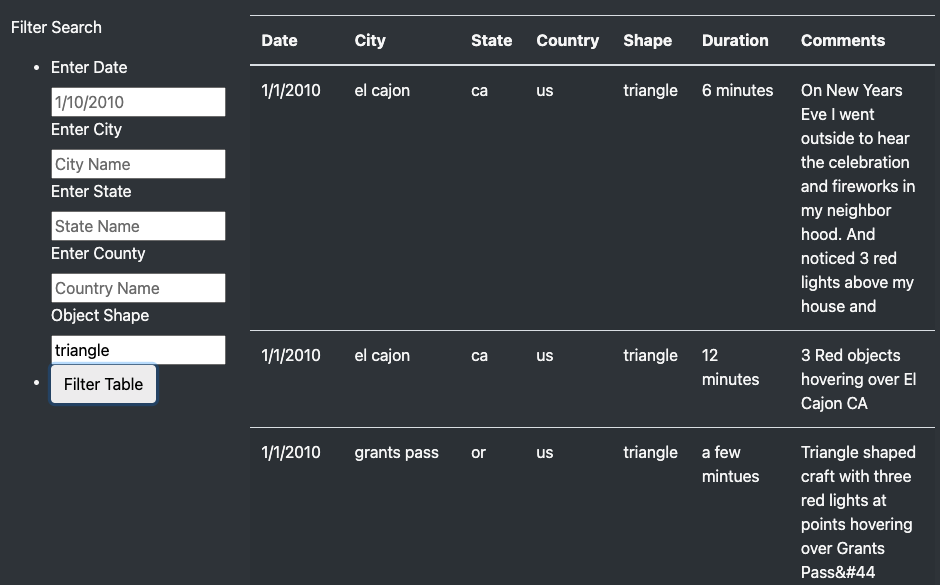 Filter Search
Enter Date
1/10/2010
Enter City
City Name
Enter State
State Name
Enter County
Country Name
Object Shape
triangle
Filter Table
Date City State Country Shape Duration Comments
1/1/2010 el cajon ca us triangle 6 minutes On New Years
Eve I went
outside to hear
the celebration
and fireworks in
my neighbor
hood. And
noticed 3 red
lights above my
house and
1/1/2010 el cajon ca us triangle 12 3 Red objects
minutes hovering over El
Cajon CA
1/1/2010 grants pass or us triangle a few Triangle shaped
mintues craft with three
red lights at
points hovering
over Grants
Pass&#44